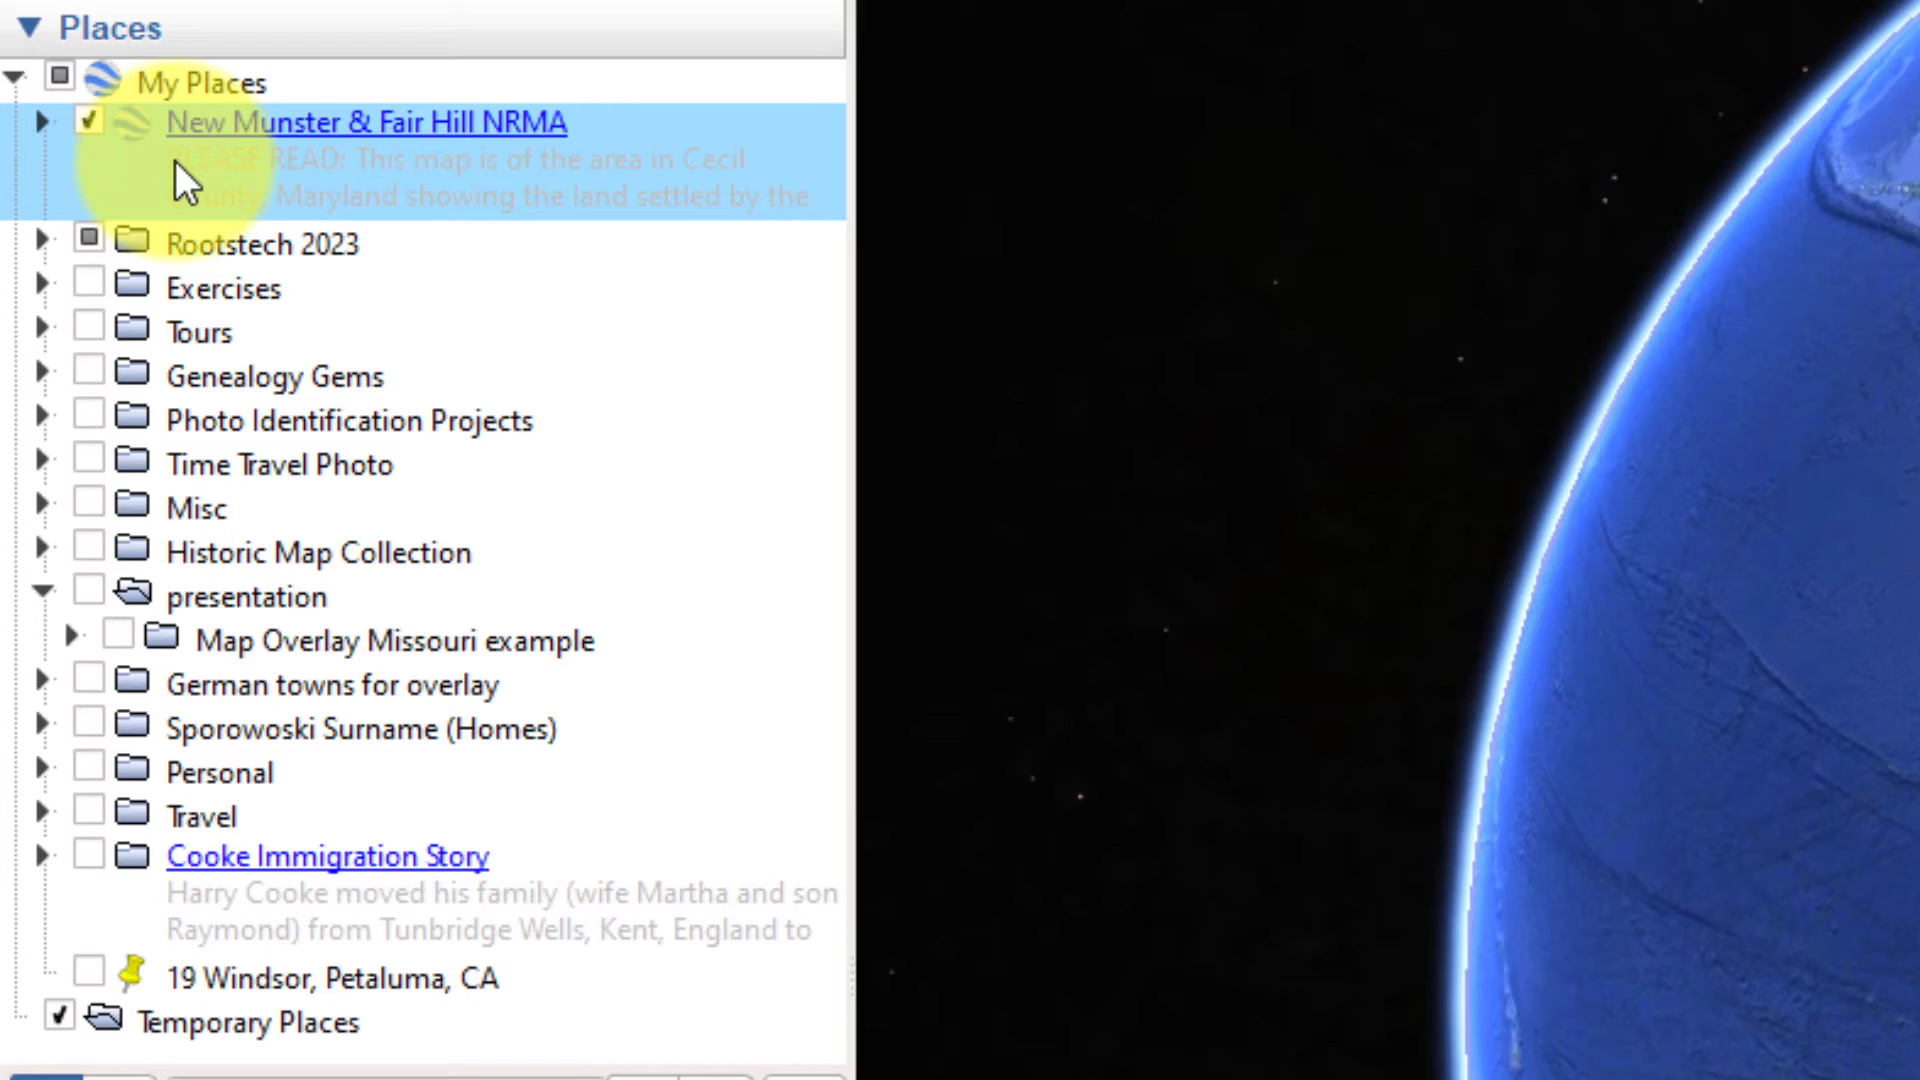 Places
My Places
New Munster & Fair Hill NRMA
PLEASE READ: This map is of the area in Cecil
Maryland showing the land settled by the
Rootstech 2023
Exercises
Tours
Genealogy Gems
Photo Identification Projects
Time Travel Photo
Misc
Historic Map Collection
presentation
Map Overlay Missouri example
German towns for overlay
Sporowoski Surname (Homes)
Personal
Travel
Cooke Immigration Story
Harry Cooke moved his family (wife Martha and son
Raymond) from Tunbridge Wells, Kent, England to
19 Windsor, Petaluma, CA
Temporary Places